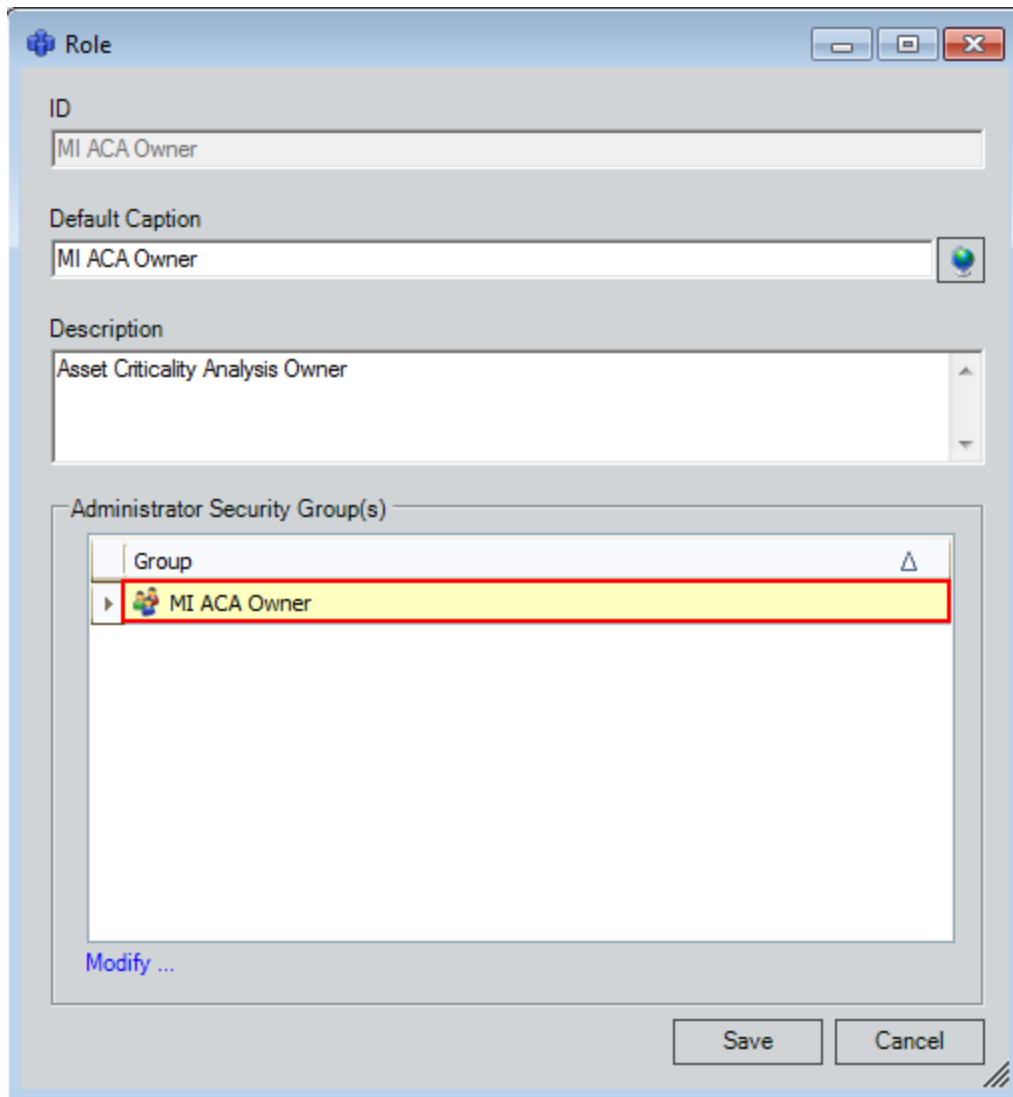 Role
ID
MI ACA Owner
Default Caption
MI ACA Owner
Description
Asset Criticality Analysis Owner
Administrator Security Group(s)
Group
MI ACA Owner
Modify ...
Save Cancel